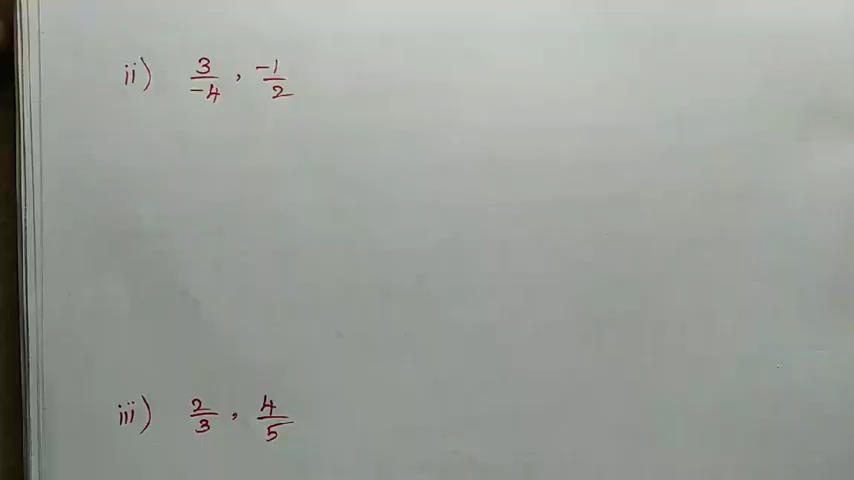 ii) 3/-4 , -1/2
iii) 2/3 , 4/5